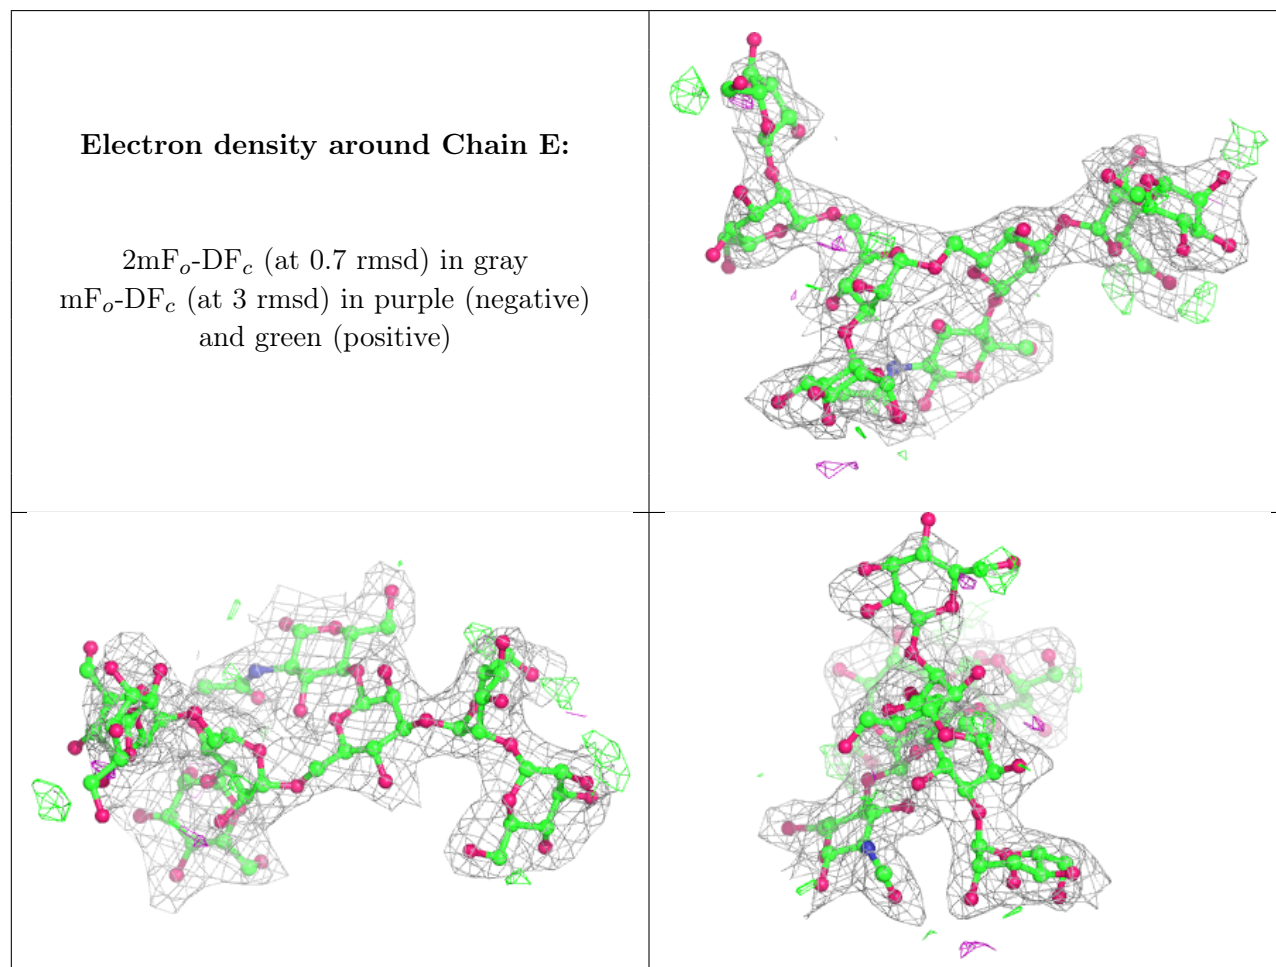 Electron density around Chain E:
2mFo-DFc (at 0.7 rmsd) in gray
mFo-DFc (at 3 rmsd) in purple (negative)
and green (positive)